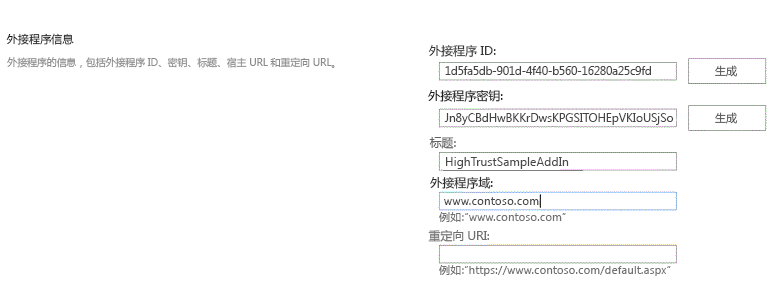 外接程序信息
外接程序的信息，包括外接程序 ID、密钥、标题、宿主 URL 和重定向 URL。
外接程序 ID:
1d5fa5db-901d-4f40-b560-16280a25c9fd
生成
外接程序密钥:
Jn8yCBdHwBKKrDwsKPGSITOHEpVKIoUSjSo
生成
标题:
HighTrustSampleAddIn
外接程序域:
www.contoso.com
例如:“www.contoso.com”
重定向 URI:
例如:“https://www.contoso.com/default.aspx”